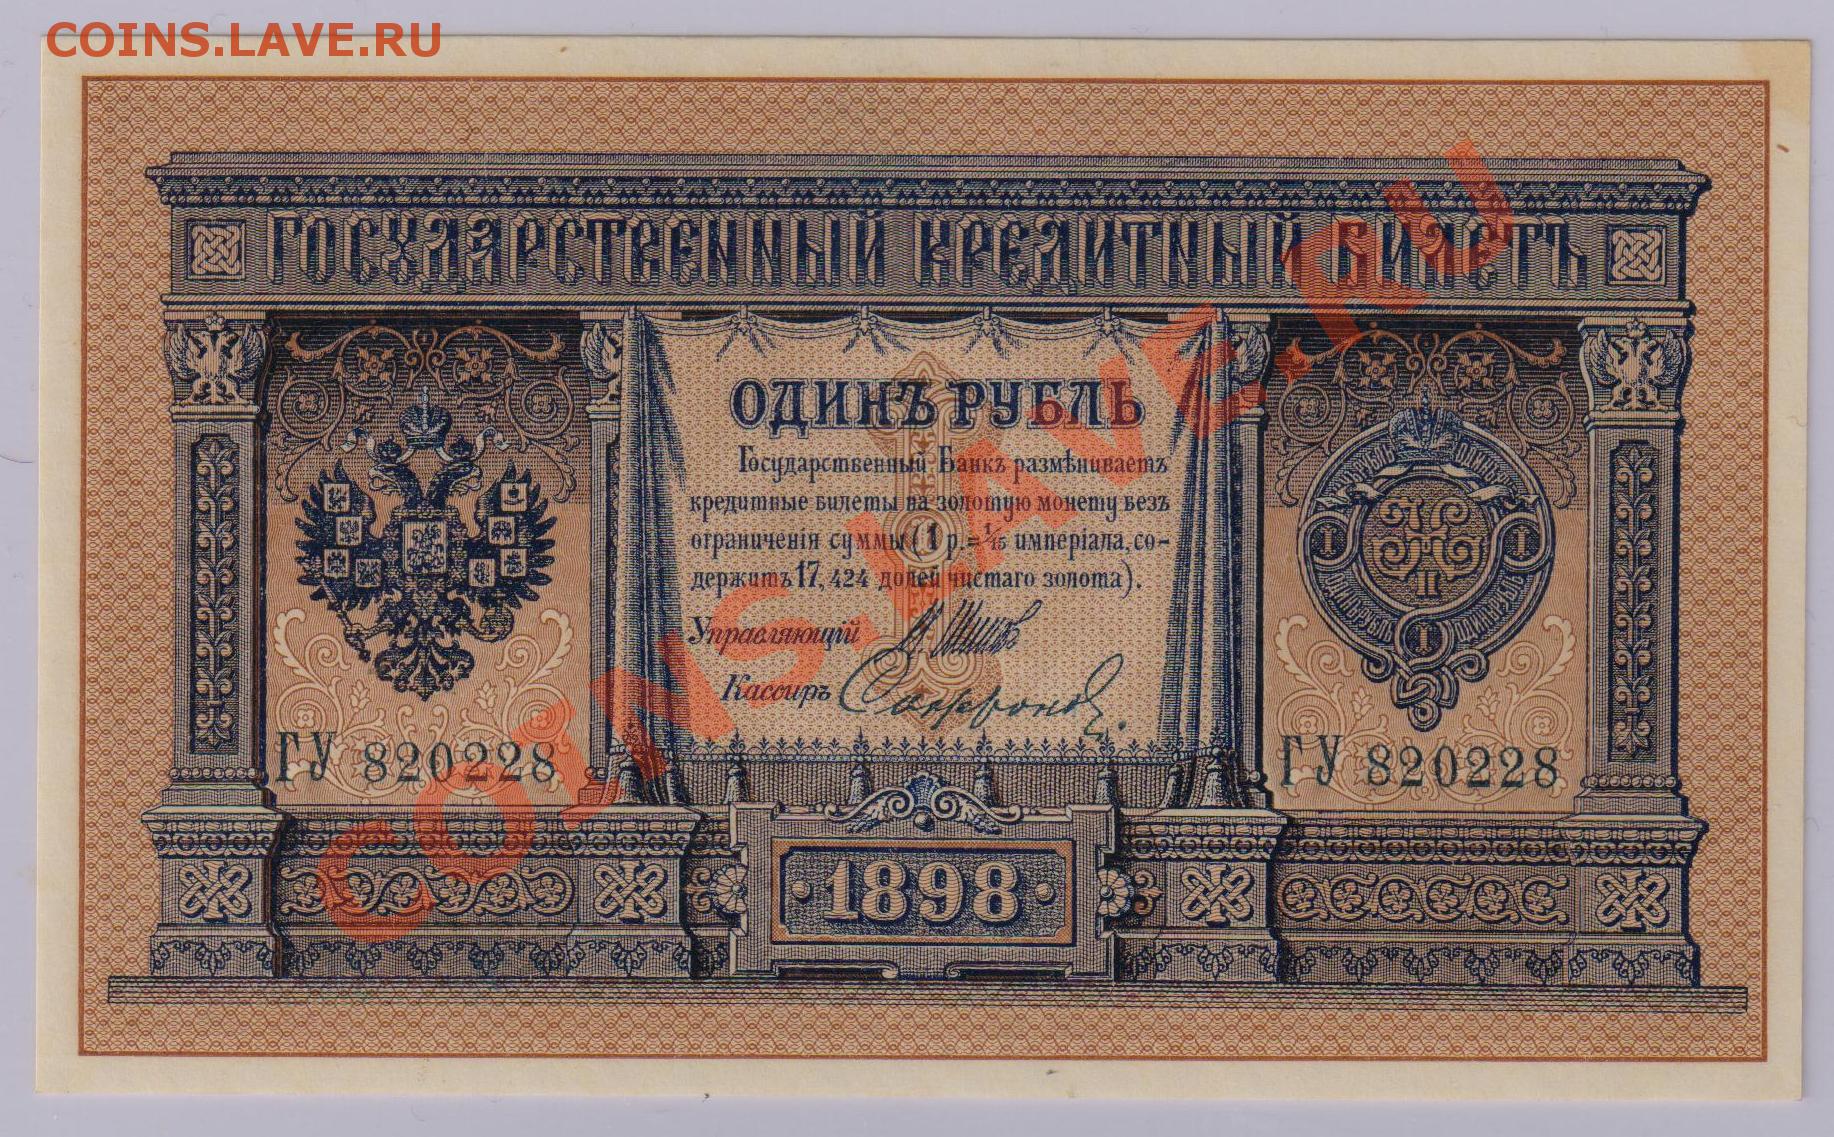 COINS.LAVE.RU
ГОСУДАРСТВЕННЫЙ КРЕДИТНЫЙ БИЛЕТЪ
ОДИНЪ РУБЛЬ
Государственный Банкъ размѣниваетъ
кредитные билеты на золотую монету безъ
ограниченія суммы (1 р.= 1/15 имперіала, со-
держитъ 17,424 долей чистаго золота).
Управляющій
Кассиръ Сафронов
ГУ 820228
ГУ 820228
1898
COINS.LAVE.RU